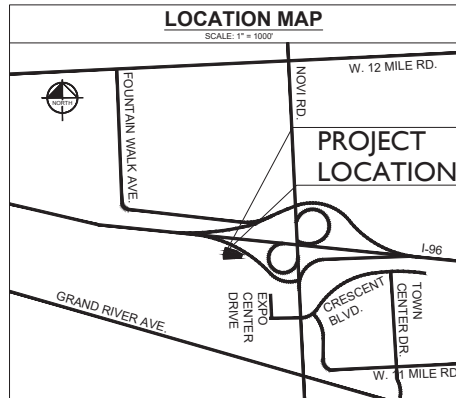 LOCATION MAP
SCALE: 1" = 1000'
W. 12 MILE RD.
NORTH
FOUNTAIN WALK AVE.
NOVI RD.
PROJECT
LOCATION
I-96
GRAND RIVER AVE.
EXPO
CENTER
DRIVE
CRESCENT
BLVD.
TOWN
CENTER DR.
W. 11 MILE RD